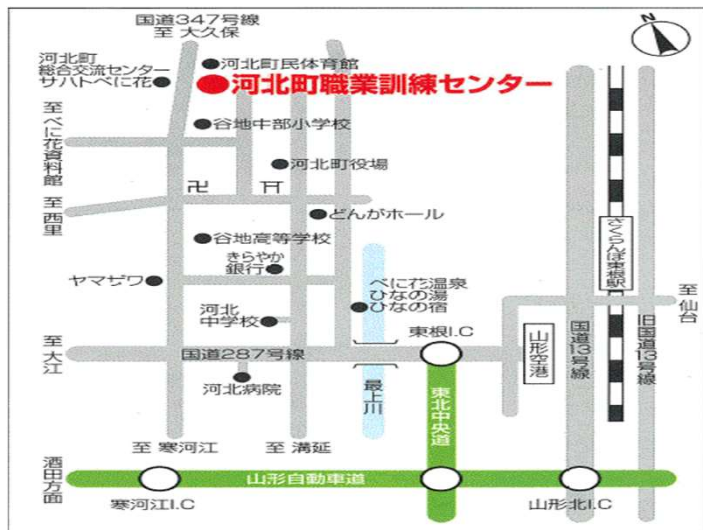 国道347号線
至 大久保
N
河北町
総合交流センター
サハトべに花
河北町民体育館
河北町職業訓練センター
至 べに花資料館
谷地中部小学校
河北町役場
至 西里
卍
どんがホール
谷地高等学校
きらやか
銀行
ヤマザワ
べに花温泉
ひなの湯
ひなの宿
さくらんぼ東根駅
至 仙台
河北
中学校
東根I.C
至 大江
国道287号線
山形空港
国道13号線
旧国道13号線
河北病院
最上川
東北中央道
至 寒河江
至 溝延
酒田方面
山形自動車道
寒河江I.C
山形北I.C